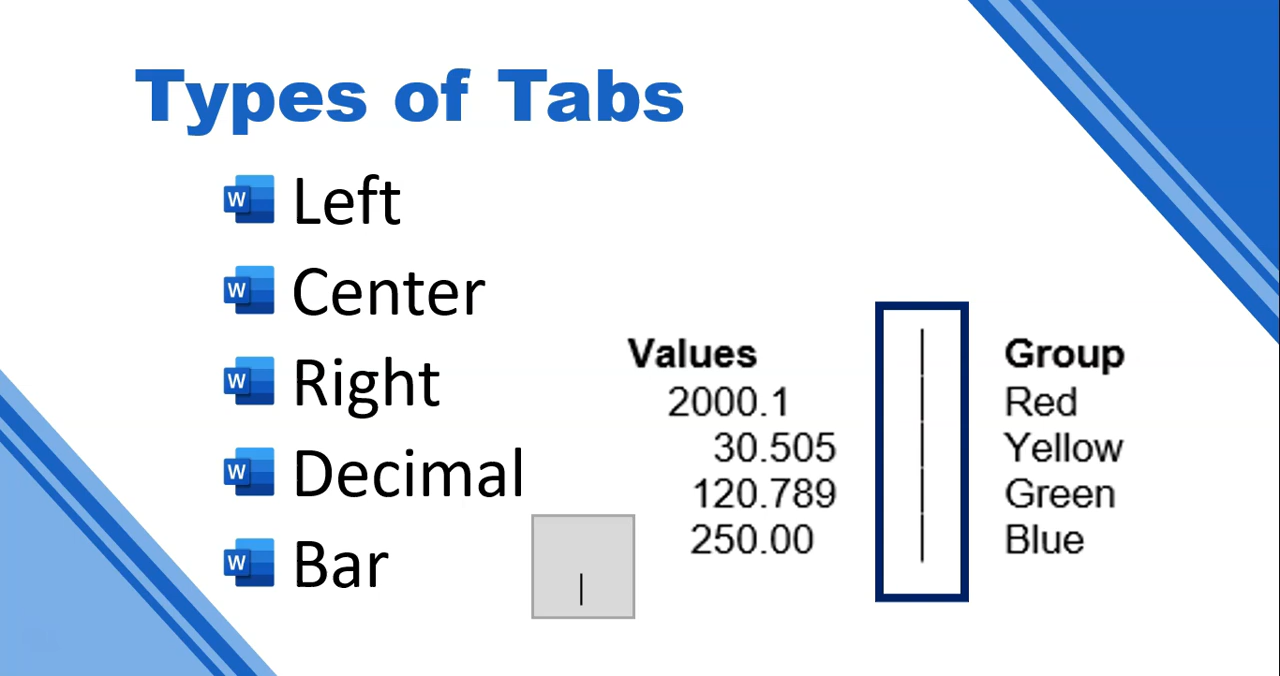 Types of Tabs
W Left
W Center
W Right
W Decimal
W Bar
Values | Group
2000.1 | Red
30.505 | Yellow
120.789 | Green
250.00 | Blue
|